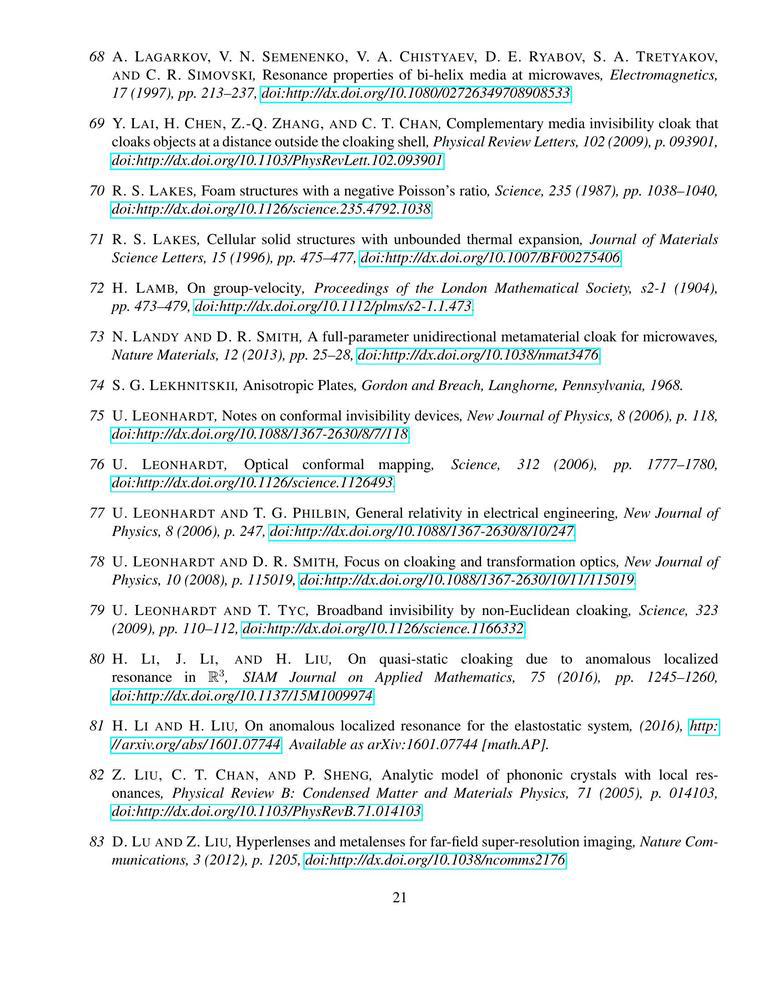 68 A. LAGARKOV, V. N. SEMENENKO, V. A. CHISTYAEV, D. E. RYABOV, S. A. TRETYAKOV,
AND C. R. SIMOVSKI, Resonance properties of bi-helix media at microwaves, Electromagnetics,
17 (1997), pp. 213–237, doi:http://dx.doi.org/10.1080/02726349708908533.
69 Y. LAI, H. CHEN, Z.-Q. ZHANG, AND C. T. CHAN, Complementary media invisibility cloak that
cloaks objects at a distance outside the cloaking shell, Physical Review Letters, 102 (2009), p. 093901,
doi:http://dx.doi.org/10.1103/PhysRevLett.102.093901.
70 R. S. LAKES, Foam structures with a negative Poisson's ratio, Science, 235 (1987), pp. 1038–1040,
doi:http://dx.doi.org/10.1126/science.235.4792.1038.
71 R. S. LAKES, Cellular solid structures with unbounded thermal expansion, Journal of Materials
Science Letters, 15 (1996), pp. 475–477, doi:http://dx.doi.org/10.1007/BF00275406.
72 H. LAMB, On group-velocity, Proceedings of the London Mathematical Society, s2-1 (1904),
pp. 473–479, doi:http://dx.doi.org/10.1112/plms/s2-1.1.473.
73 N. LANDY AND D. R. SMITH, A full-parameter unidirectional metamaterial cloak for microwaves,
Nature Materials, 12 (2013), pp. 25–28, doi:http://dx.doi.org/10.1038/nmat3476.
74 S. G. LEKHNITSKII, Anisotropic Plates, Gordon and Breach, Langhorne, Pennsylvania, 1968.
75 U. LEONHARDT, Notes on conformal invisibility devices, New Journal of Physics, 8 (2006), p. 118,
doi:http://dx.doi.org/10.1088/1367-2630/8/7/118.
76 U. LEONHARDT, Optical conformal mapping, Science, 312 (2006), pp. 1777–1780,
doi:http://dx.doi.org/10.1126/science.1126493.
77 U. LEONHARDT AND T. G. PHILBIN, General relativity in electrical engineering, New Journal of
Physics, 8 (2006), p. 247, doi:http://dx.doi.org/10.1088/1367-2630/8/10/247.
78 U. LEONHARDT AND D. R. SMITH, Focus on cloaking and transformation optics, New Journal of
Physics, 10 (2008), p. 115019, doi:http://dx.doi.org/10.1088/1367-2630/10/11/115019.
79 U. LEONHARDT AND T. TYC, Broadband invisibility by non-Euclidean cloaking, Science, 323
(2009), pp. 110–112, doi:http://dx.doi.org/10.1126/science.1166332.
80 H. LI, J. LI, AND H. LIU, On quasi-static cloaking due to anomalous localized
resonance in ℝ³, SIAM Journal on Applied Mathematics, 75 (2016), pp. 1245–1260,
doi:http://dx.doi.org/10.1137/15M1009974.
81 H. LI AND H. LIU, On anomalous localized resonance for the elastostatic system, (2016), http:
//arxiv.org/abs/1601.07744. Available as arXiv:1601.07744 [math.AP].
82 Z. LIU, C. T. CHAN, AND P. SHENG, Analytic model of phononic crystals with local res-
onances, Physical Review B: Condensed Matter and Materials Physics, 71 (2005), p. 014103,
doi:http://dx.doi.org/10.1103/PhysRevB.71.014103.
83 D. LU AND Z. LIU, Hyperlenses and metalenses for far-field super-resolution imaging, Nature Com-
munications, 3 (2012), p. 1205, doi:http://dx.doi.org/10.1038/ncomms2176.
21